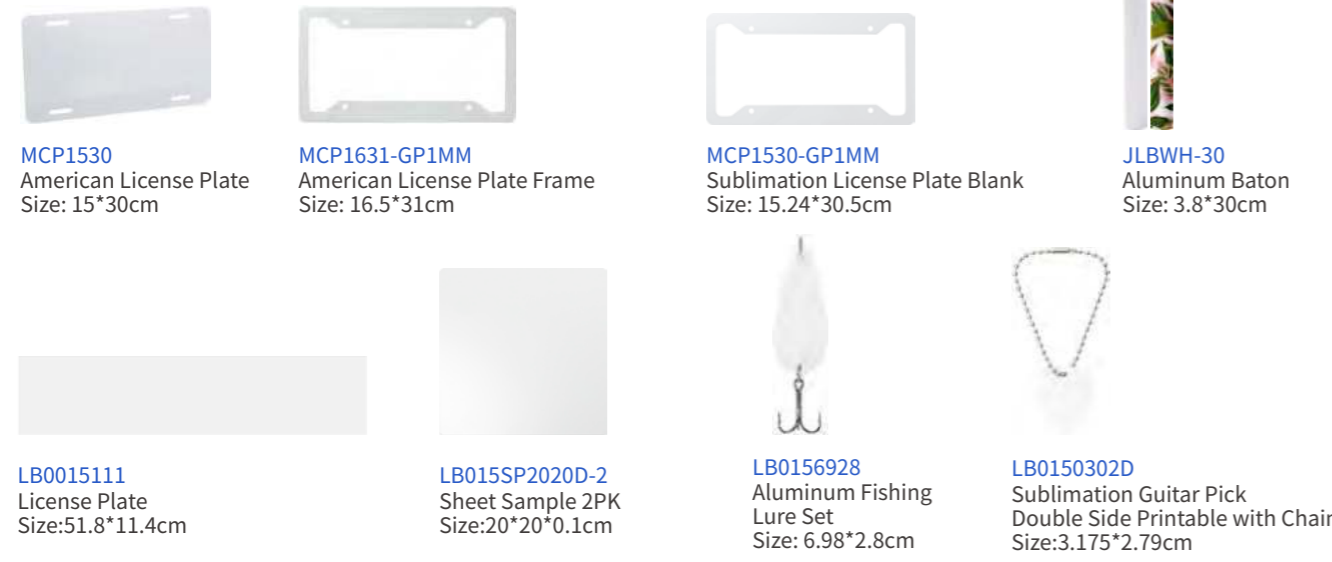 MCP1530
American License Plate
Size: 15*30cm
MCP1631-GP1MM
American License Plate Frame
Size: 16.5*31cm
MCP1530-GP1MM
Sublimation License Plate Blank
Size: 15.24*30.5cm
JLBWH-30
Aluminum Baton
Size: 3.8*30cm
LB0015111
License Plate
Size:51.8*11.4cm
LB015SP2020D-2
Sheet Sample 2PK
Size:20*20*0.1cm
LB0156928
Aluminum Fishing
Lure Set
Size: 6.98*2.8cm
LB0150302D
Sublimation Guitar Pick
Double Side Printable with Chain
Size:3.175*2.79cm